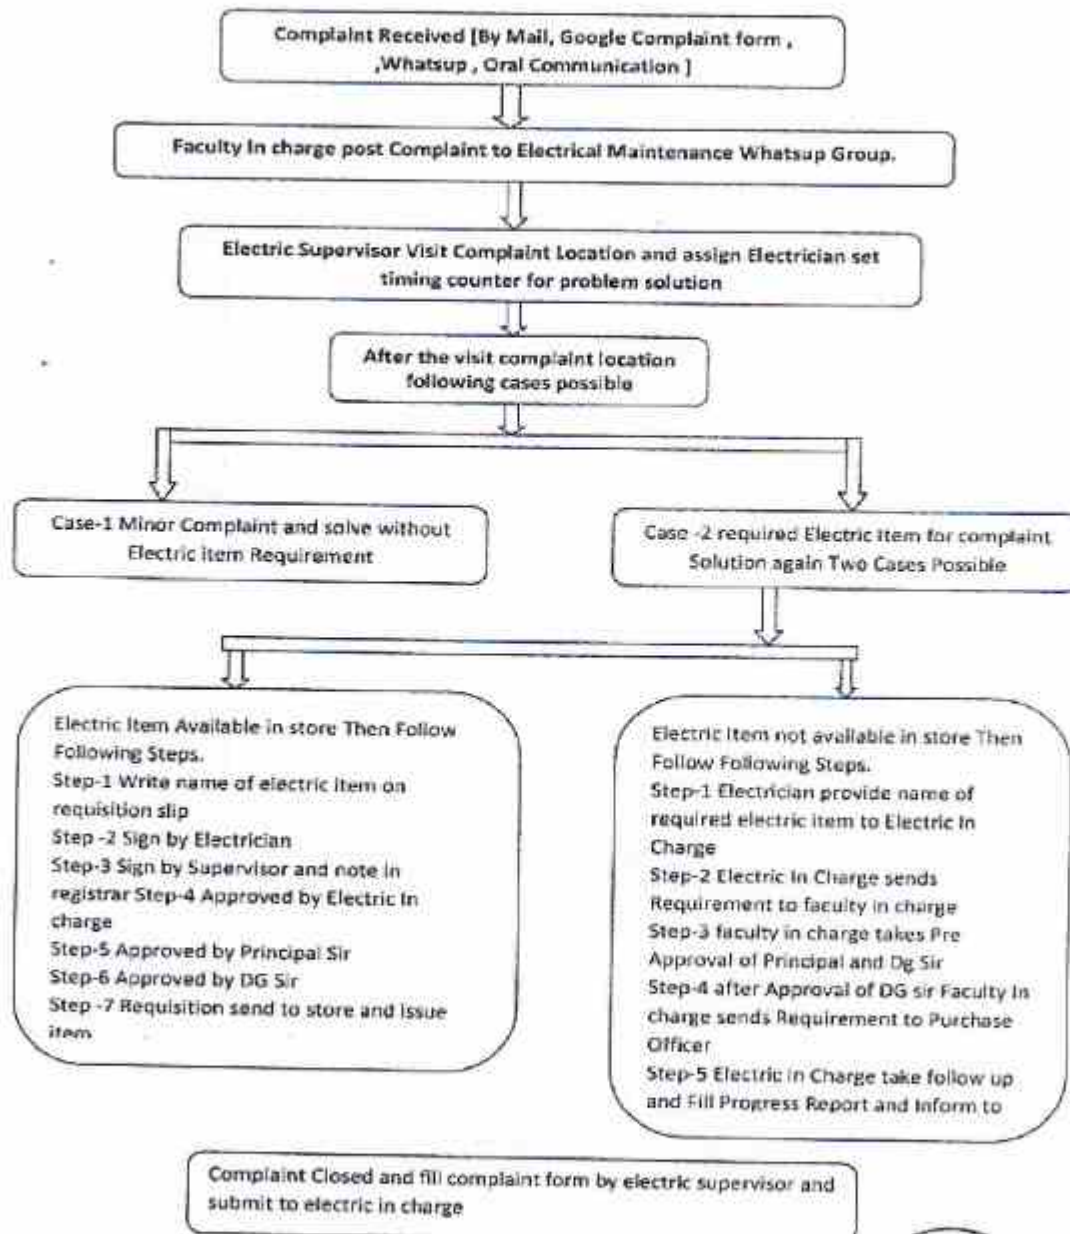 Complaint Received [By Mail, Google Complaint form ,
,Whatsup , Oral Communication ]
Faculty In charge post Complaint to Electrical Maintenance Whatsup Group.
Electric Supervisor Visit Complaint Location and assign Electrician set
timing counter for problem solution
After the visit complaint location
following cases possible
Case-1 Minor Complaint and solve without
Electric item Requirement
Case -2 required Electric Item for complaint
Solution again Two Cases Possible
Electric Item Available in store Then Follow
Following Steps.
Step-1 Write name of electric item on
requisition slip
Step -2 Sign by Electrician
Step-3 Sign by Supervisor and note in
registrar Step-4 Approved by Electric In
charge
Step-5 Approved by Principal Sir
Step-6 Approved by DG Sir
Step -7 Requisition send to store and issue
item
Electric Item not available in store Then
Follow Following Steps.
Step-1 Electrician provide name of
required electric item to Electric In
Charge
Step-2 Electric In Charge sends
Requirement to faculty in charge
Step-3 faculty in charge takes Pre
Approval of Principal and Dg Sir
Step-4 after Approval of DG sir Faculty In
charge sends Requirement to Purchase
Officer
Step-5 Electric in Charge take follow up
and Fill Progress Report and Inform to
Complaint Closed and fill complaint form by electric supervisor and
submit to electric in charge